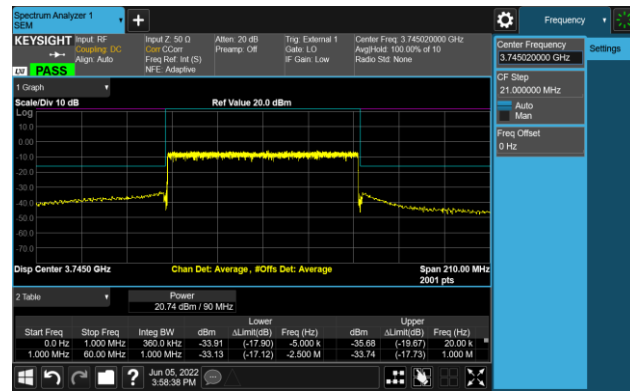 Spectrum Analyzer 1
SEM
+
Frequency
KEYSIGHT Input: RF Input Z: 50 Ω Atten: 20 dB Trig: External 1 Center Freq: 3.745020000 GHz
Coupling: DC Corr CCorr Preamp: Off Gate: LO Avg|Hold: 100.00% of 10
Align: Auto Freq Ref: Int (S) IF Gain: Low Radio Std: None
LXI PASS NFE: Adaptive
Center Frequency
3.745020000 GHz
Settings
CF Step
21.000000 MHz
Auto
Man
Freq Offset
0 Hz
1 Graph
Scale/Div 10 dB Ref Value 20.0 dBm
Log
10.0
0.00
-10.0
-20.0
-30.0
-40.0
-50.0
-60.0
-70.0
Disp Center 3.7450 GHz Chan Det: Average , #Offs Det: Average Span 210.00 MHz
2001 pts
2 Table Power
20.74 dBm / 90 MHz
Lower Upper
Start Freq Stop Freq Integ BW dBm ΔLimit(dB) Freq (Hz) dBm ΔLimit(dB) Freq (Hz)
0.0 Hz 1.000 MHz 360.0 kHz -33.91 (-17.90) -5.000 k -35.68 (-19.67) 20.00 k
1.000 MHz 60.00 MHz 1.000 MHz -33.13 (-17.12) -2.500 M -33.74 (-17.73) 1.000 M
? Jun 05, 2022
3:58:38 PM